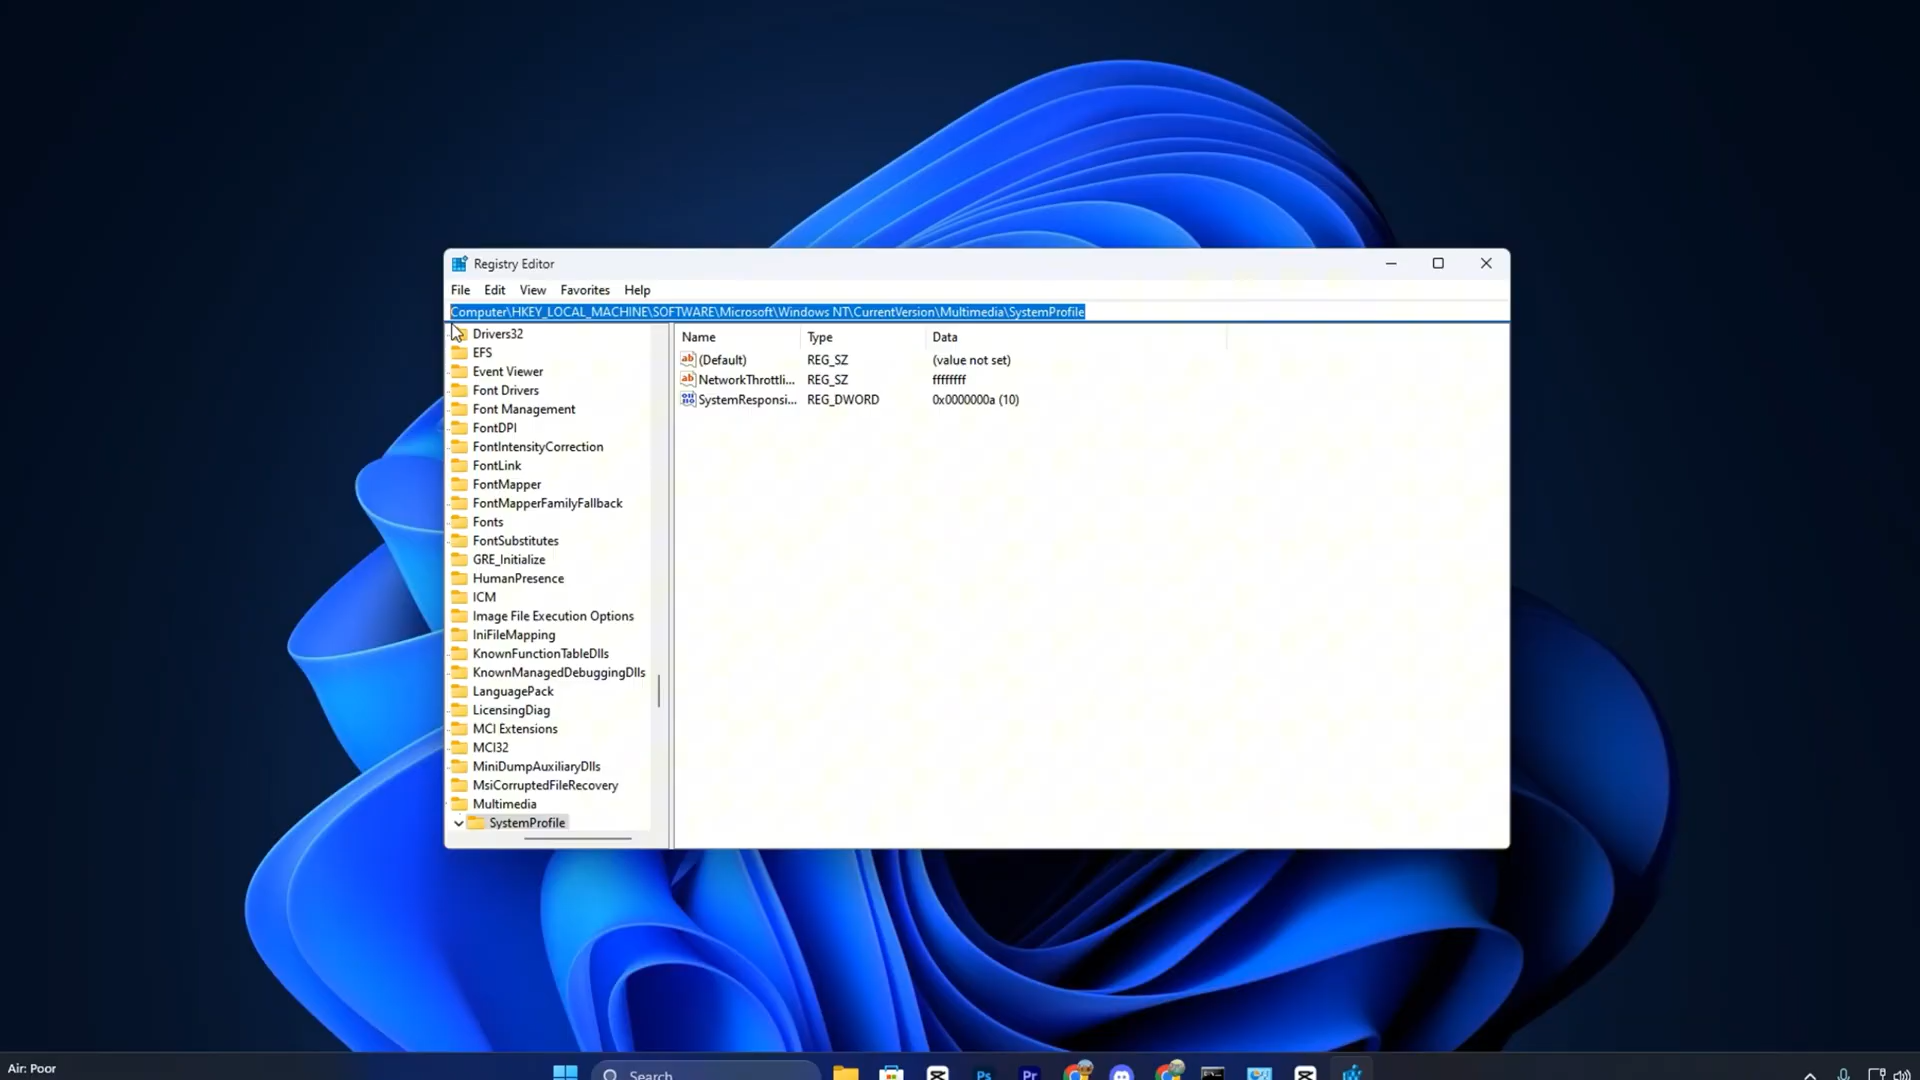 Registry Editor
File Edit View Favorites Help
Computer\HKEY_LOCAL_MACHINE\SOFTWARE\Microsoft\Windows NT\CurrentVersion\Multimedia\SystemProfile
Drivers32
EFS
Event Viewer
Font Drivers
Font Management
FontDPI
FontIntensityCorrection
FontLink
FontMapper
FontMapperFamilyFallback
Fonts
FontSubstitutes
GRE_Initialize
HumanPresence
ICM
Image File Execution Options
IniFileMapping
KnownFunctionTableDlls
KnownManagedDebuggingDlls
LanguagePack
LicensingDiag
MCI Extensions
MCI32
MiniDumpAuxiliaryDlls
MsiCorruptedFileRecovery
Multimedia
SystemProfile
Name Type Data
(Default) REG_SZ (value not set)
NetworkThrottli... REG_SZ ffffffff
SystemResponsi... REG_DWORD 0x0000000a (10)
Air: Poor
Search
Ps
Pr